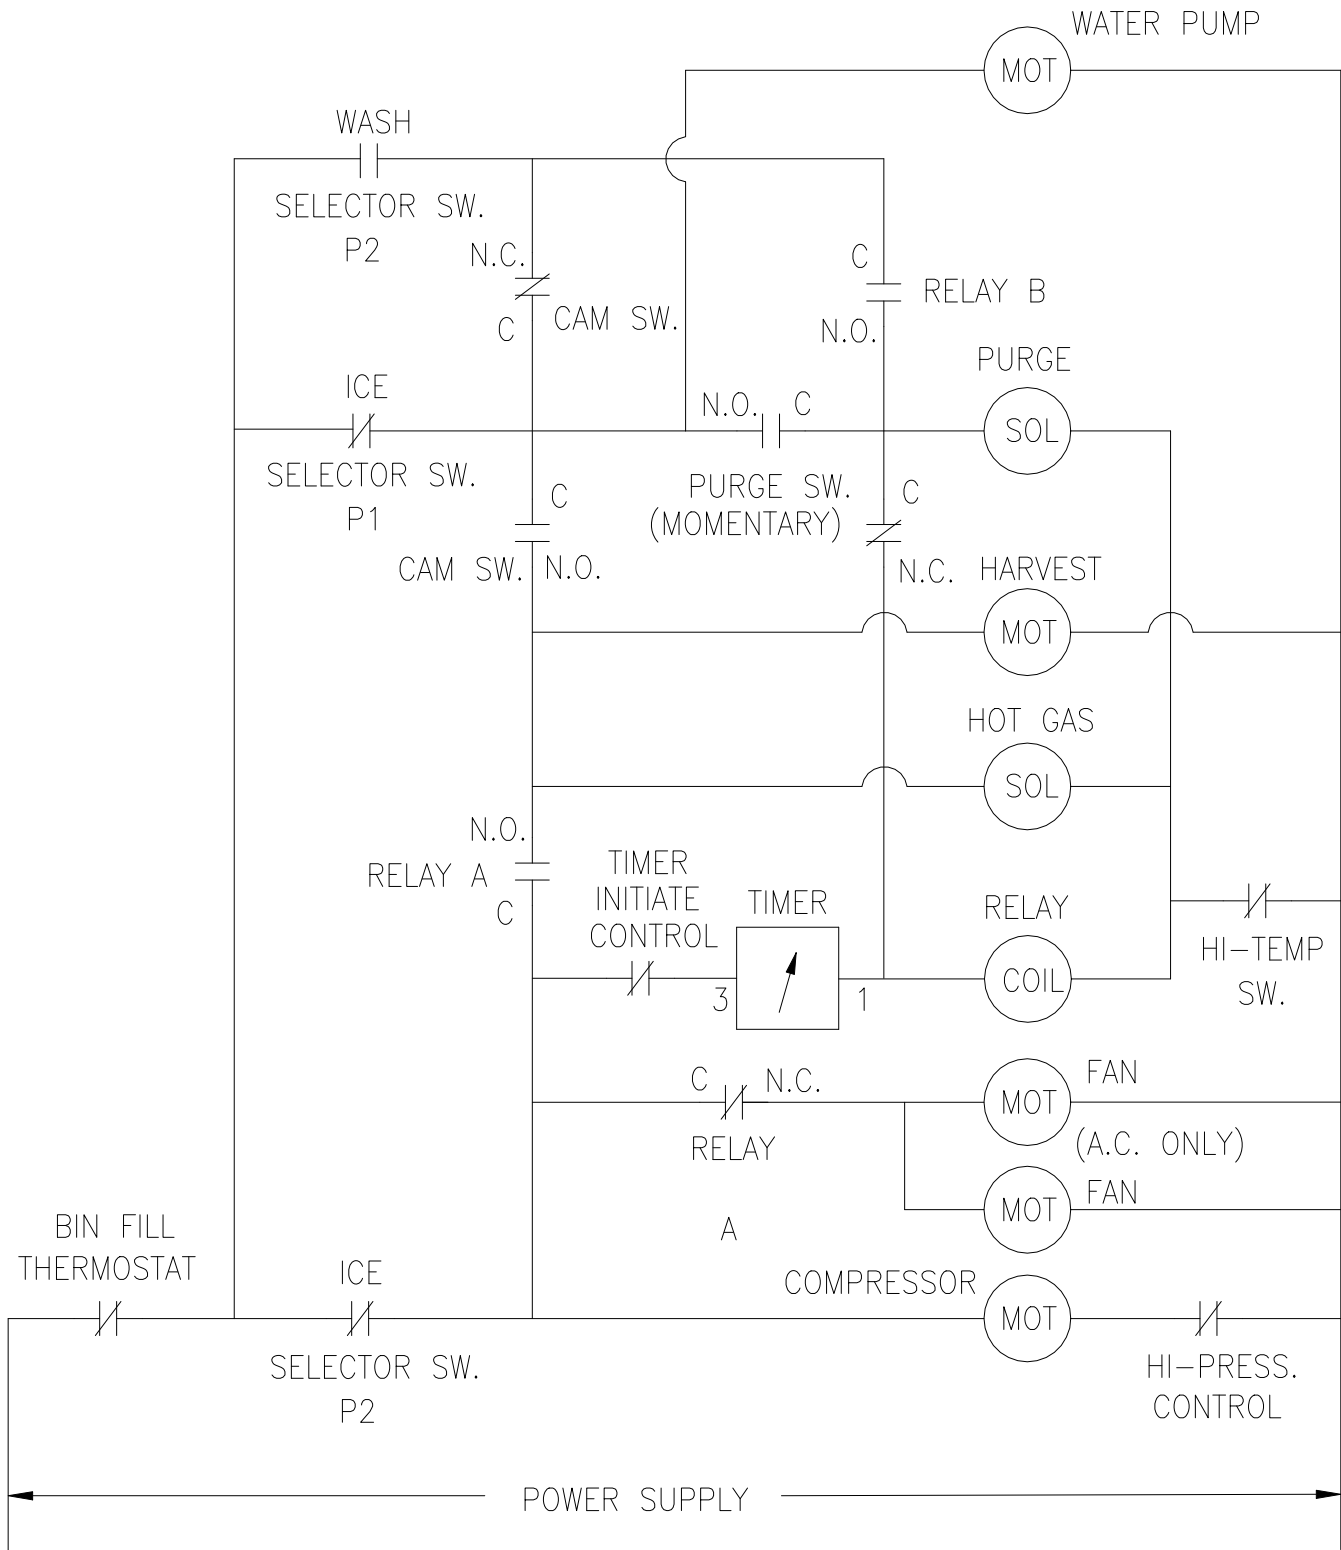 WATER PUMP
MOT
WASH
SELECTOR SW.
P2
N.C.
C
CAM SW.
C
RELAY B
N.O.
PURGE
ICE
N.O.
C
SOL
SELECTOR SW.
P1
C
PURGE SW.
(MOMENTARY)
C
CAM SW.
N.O.
N.C.
HARVEST
MOT
HOT GAS
SOL
N.O.
RELAY A
C
TIMER
INITIATE
CONTROL
TIMER
3
1
RELAY
COIL
HI-TEMP
SW.
C
N.C.
RELAY
A
MOT
FAN
(A.C. ONLY)
MOT
FAN
BIN FILL
THERMOSTAT
ICE
SELECTOR SW.
P2
COMPRESSOR
MOT
HI-PRESS.
CONTROL
POWER SUPPLY